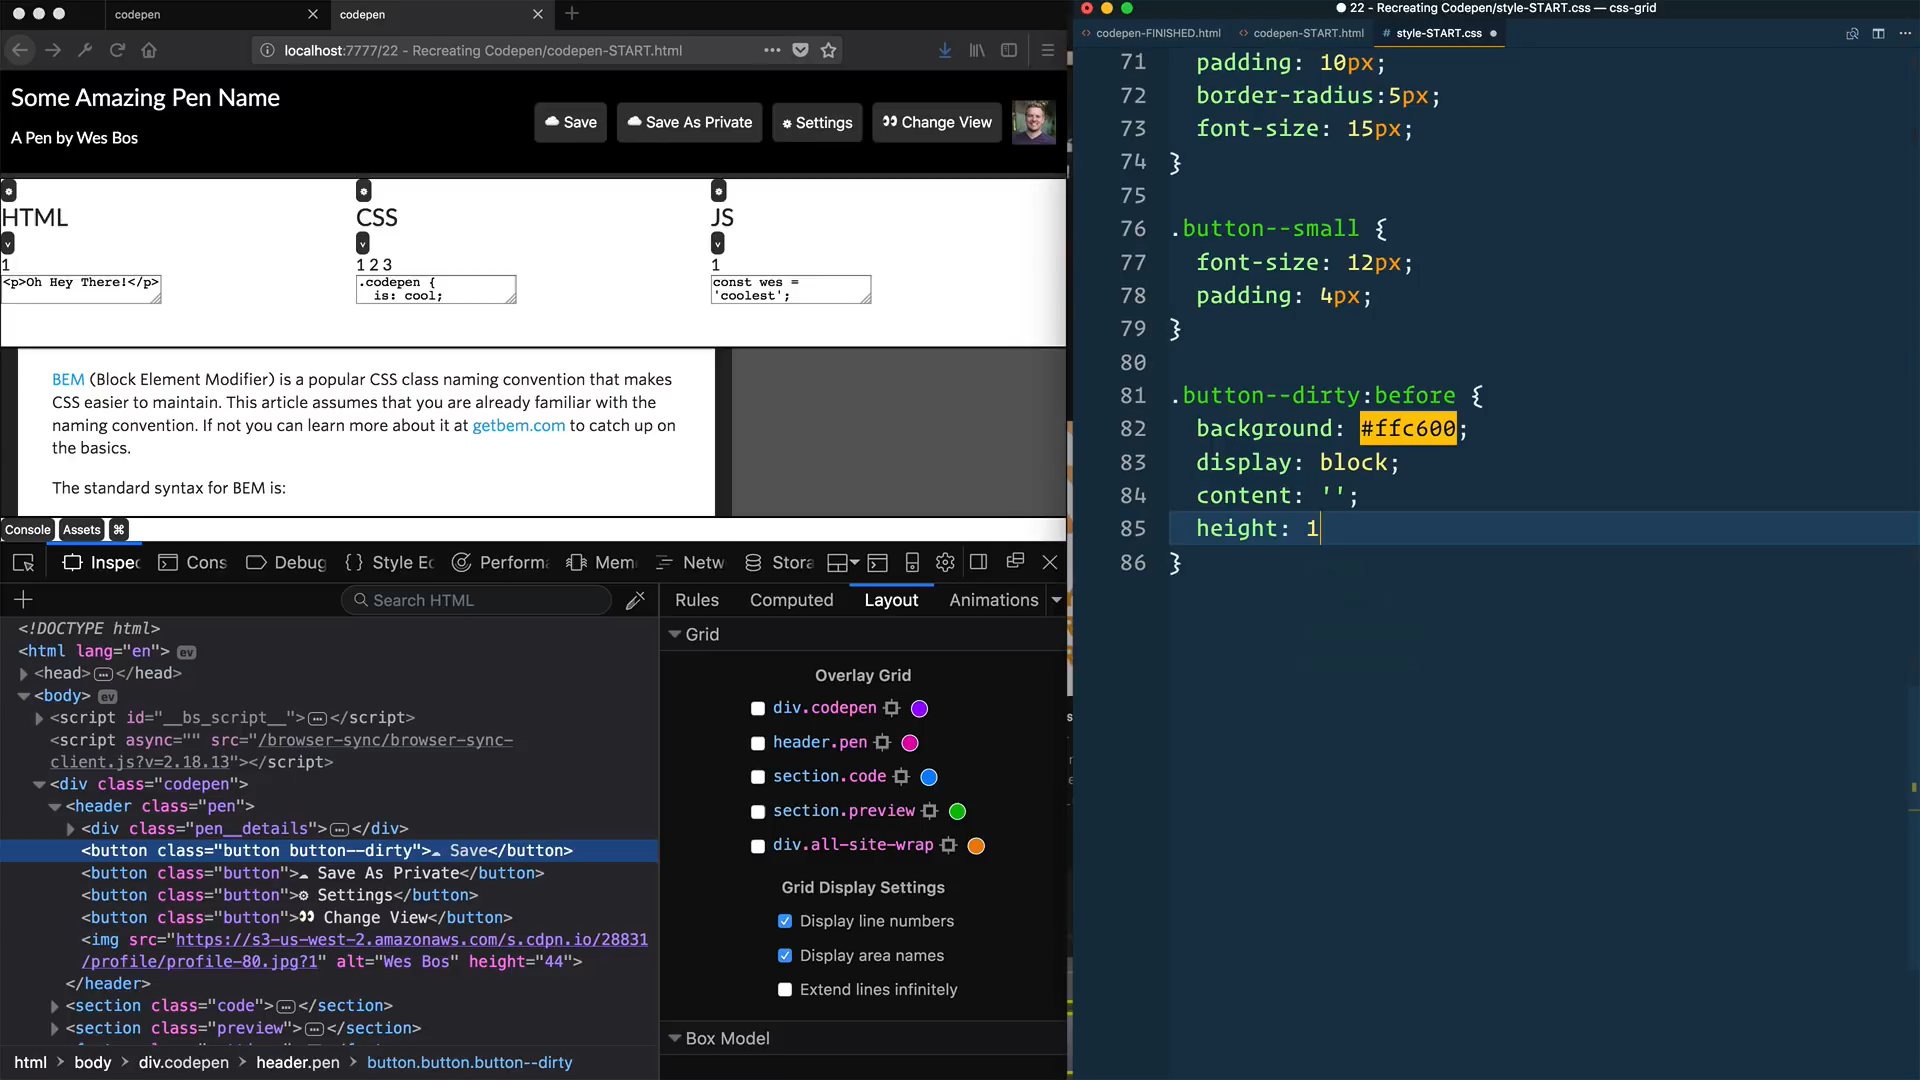 codepen
codepen
localhost:7777/22 - Recreating Codepen/codepen-START.html
Some Amazing Pen Name
A Pen by Wes Bos
Save
Save As Private
Settings
Change View
HTML
v
1
<p>Oh Hey There!</p>
CSS
v
1 2 3
.codepen {
is: cool;
JS
v
1
const wes =
'coolest';
BEM (Block Element Modifier) is a popular CSS class naming convention that makes
CSS easier to maintain. This article assumes that you are already familiar with the
naming convention. If not you can learn more about it at getbem.com to catch up on
the basics.
The standard syntax for BEM is:
Console Assets ⌘
Inspec Cons Debug {} Style Ed Performa Mem Netw Stora
Search HTML
<!DOCTYPE html>
<html lang="en"> ev
<head>…</head>
<body> ev
<script id="__bs_script__">…</script>
<script async="" src="/browser-sync/browser-sync-
client.js?v=2.18.13"></script>
<div class="codepen">
<header class="pen">
<div class="pen__details">…</div>
<button class="button button--dirty">☁ Save</button>
<button class="button">☁ Save As Private</button>
<button class="button">⚙ Settings</button>
<button class="button">👀 Change View</button>
<img src="https://s3-us-west-2.amazonaws.com/s.cdpn.io/28831
/profile/profile-80.jpg?1" alt="Wes Bos" height="44">
</header>
<section class="code">…</section>
<section class="preview">…</section>
html > body > div.codepen > header.pen > button.button.button--dirty
Rules Computed Layout Animations
Grid
Overlay Grid
div.codepen
header.pen
section.code
section.preview
div.all-site-wrap
Grid Display Settings
Display line numbers
Display area names
Extend lines infinitely
Box Model
22 - Recreating Codepen/style-START.css — css-grid
<> codepen-FINISHED.html <> codepen-START.html # style-START.css
71 padding: 10px;
72 border-radius:5px;
73 font-size: 15px;
74 }
75
76 .button--small {
77 font-size: 12px;
78 padding: 4px;
79 }
80
81 .button--dirty:before {
82 background: #ffc600;
83 display: block;
84 content: '';
85 height: 1
86 }